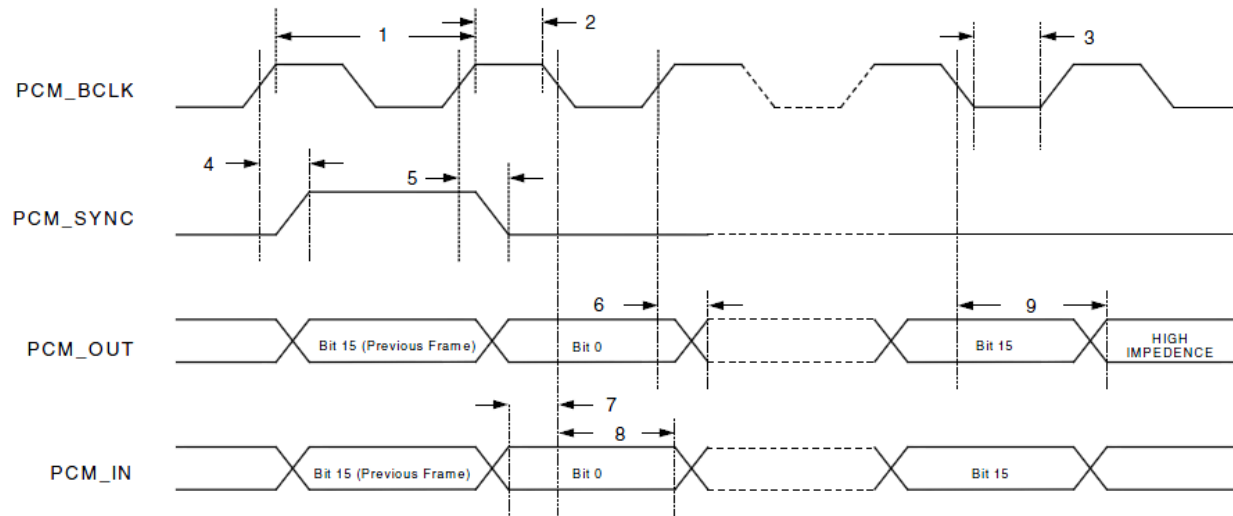 1
2
3
PCM_BCLK
4
5
PCM_SYNC
6
9
PCM_OUT
Bit 15 (Previous Frame)
Bit 0
Bit 15
HIGH
IMPEDENCE
7
8
PCM_IN
Bit 15 (Previous Frame)
Bit 0
Bit 15